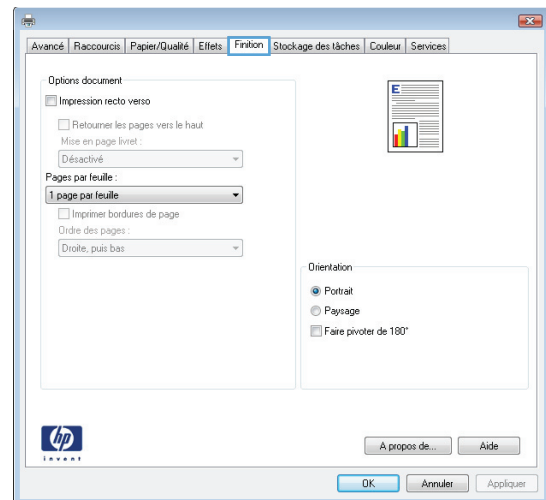 Avancé Raccourcis Papier/Qualité Effets Finition Stockage des tâches Couleur Services
Options document
Impression recto verso
Retourner les pages vers le haut
Mise en page livret :
Désactivé
Pages par feuille :
1 page par feuille
Imprimer bordures de page
Ordre des pages :
Droite, puis bas
E
Orientation
Portrait
Paysage
Faire pivoter de 180°
hp
invent
A propos de... Aide
OK Annuler Appliquer